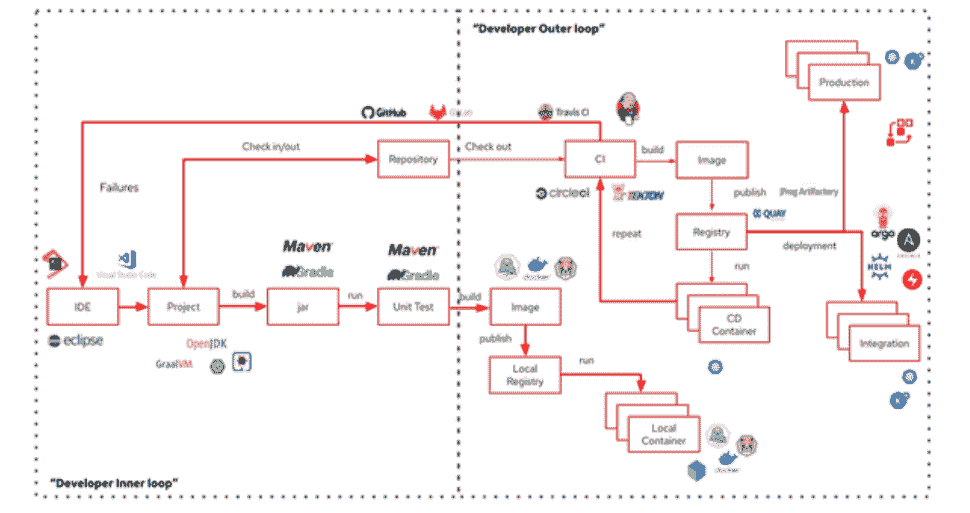 "Developer Outer loop"
Production
GitHub
Travis CI
Check in/out
Repository
Check out
CI
build
Image
Failures
circleci
TEKTON
publish
JFrog Artifactory
QUAY
repeat
Registry
deployment
argo
HELM
run
Maven
Gradle
Maven
Gradle
Visual Studio Code
docker
IDE
Project
build
jar
run
Unit Test
build
Image
CD
Container
Integration
eclipse
OpenJDK
GraalVM
publish
Local
Registry
run
Local
Container
docker
"Developer Inner loop"